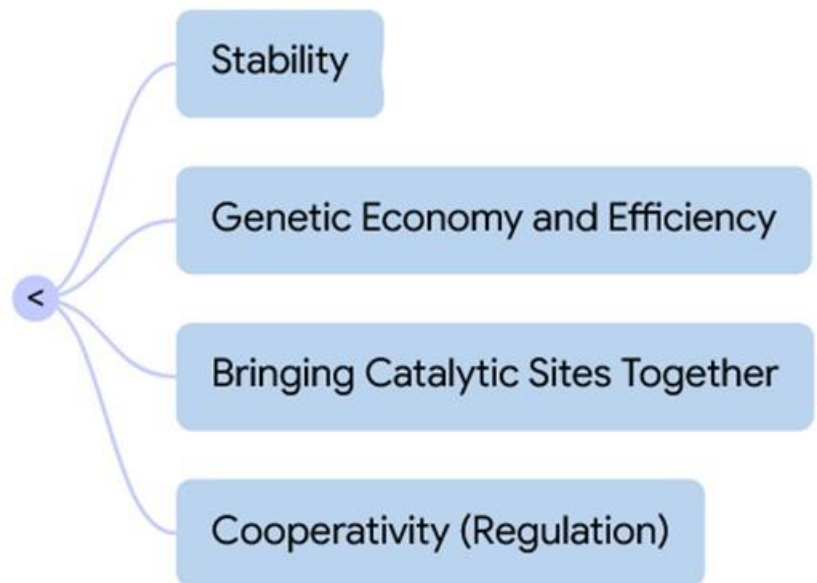 Stability
Genetic Economy and Efficiency
<
Bringing Catalytic Sites Together
Cooperativity (Regulation)